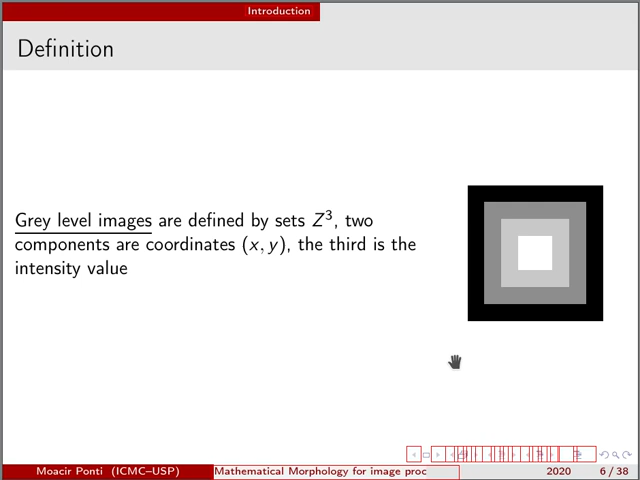 Introduction
Definition
Grey level images are defined by sets Z³, two
components are coordinates (x, y), the third is the
intensity value
Moacir Ponti (ICMC–USP) Mathematical Morphology for image proc 2020 6 / 38